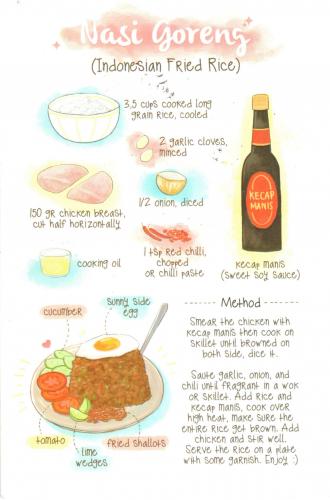 Nasi Goreng
(Indonesian Fried Rice)
3,5 cups cooked long
grain rice, cooled
2 garlic cloves,
minced
150 gr chicken breast,
cut half horizontally
1/2 onion, diced
KECAP
MANIS
cooking oil
1 tsp red chilli,
chopped
or chilli paste
kecap manis
(sweet soy sauce)
cucumber
sunny side
egg
tomato
lime
wedges
fried shallots
Method
Smear the chicken with
kecap manis then cook on
skillet until browned on
both side, dice it.
Saute garlic, onion, and
chili until fragrant in a wok
or skillet. Add rice and
kecap manis, cook over
high heat, make sure the
entire rice get brown. Add
chicken and stir well.
Serve the rice on a plate
with some garnish. Enjoy :)